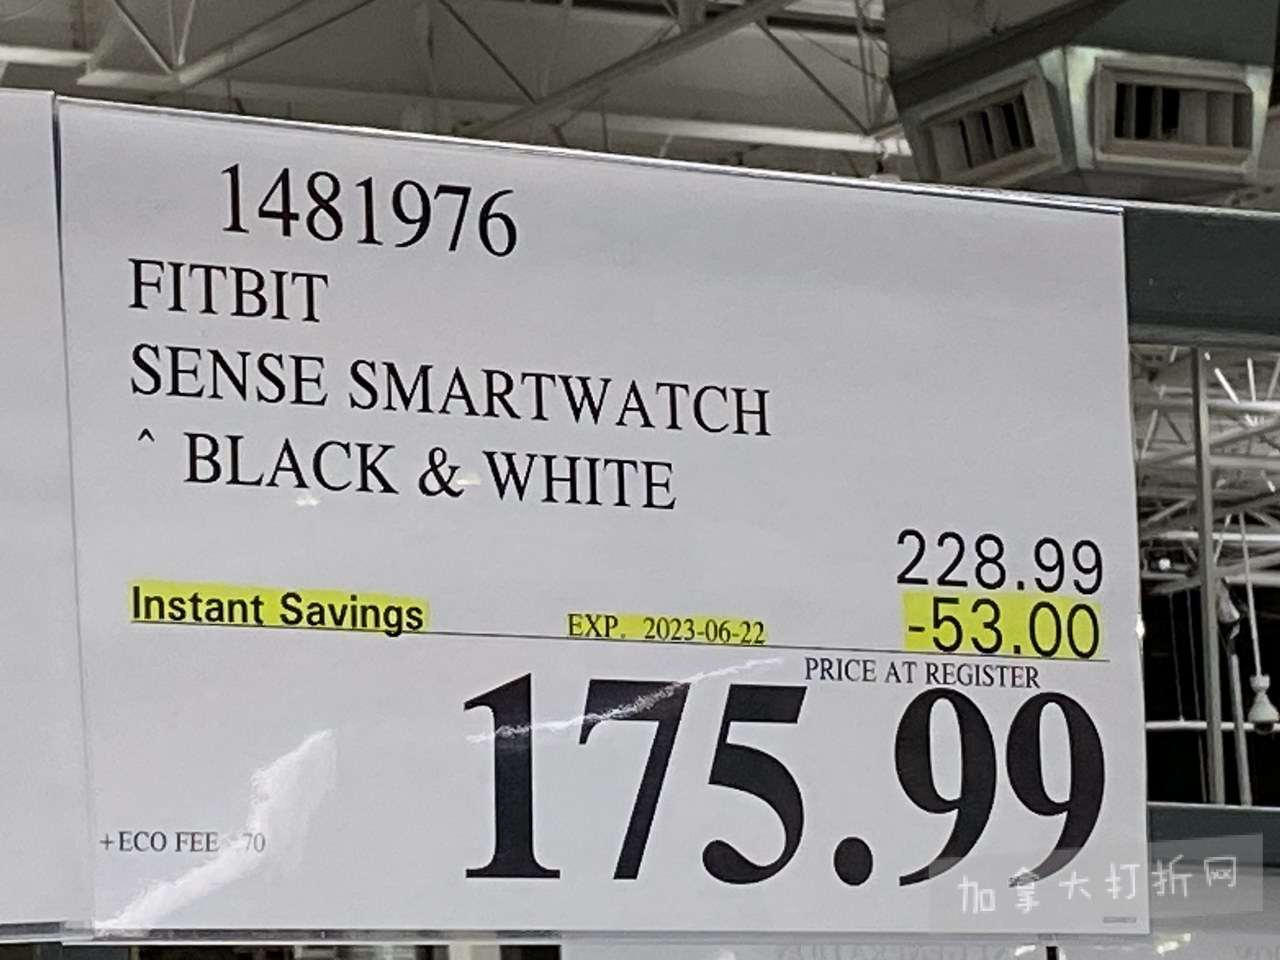 1481976
FITBIT
SENSE SMARTWATCH
^ BLACK & WHITE
228.99
Instant Savings EXP. 2023-06-22 -53.00
PRICE AT REGISTER
175.99
+ECO FEE 70
加拿大打折网